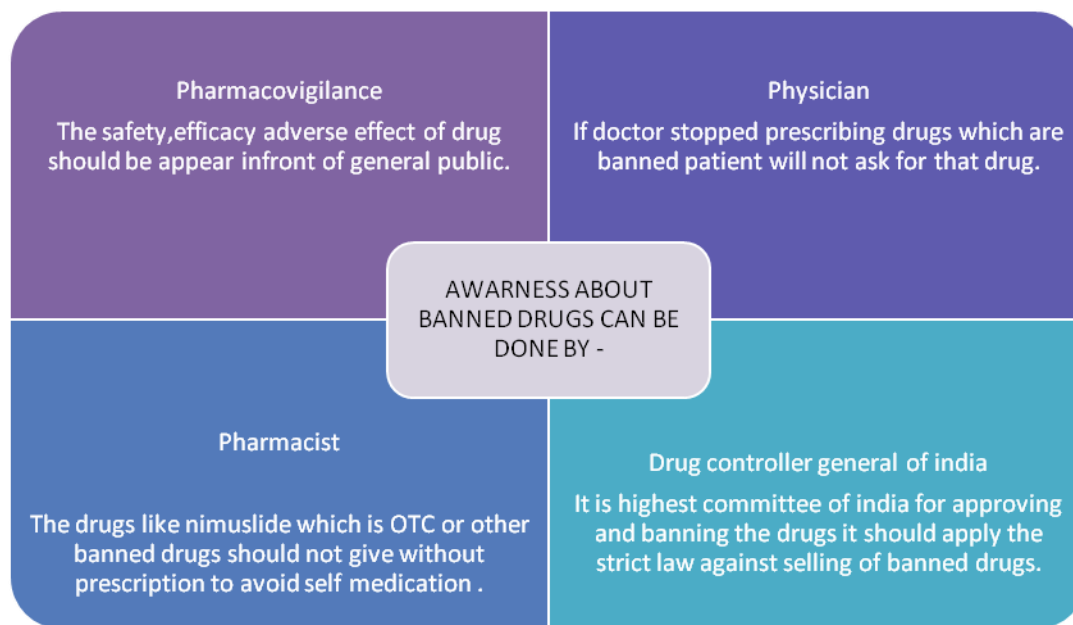 Pharmacovigilance
The safety,efficacy adverse effect of drug
should be appear infront of general public.
Physician
If doctor stopped prescribing drugs which are
banned patient will not ask for that drug.
AWARNESS ABOUT
BANNED DRUGS CAN BE
DONE BY -
Pharmacist
The drugs like nimuslide which is OTC or other
banned drugs should not give without
prescription to avoid self medication .
Drug controller general of india
It is highest committee of india for approving
and banning the drugs it should apply the
strict law against selling of banned drugs.